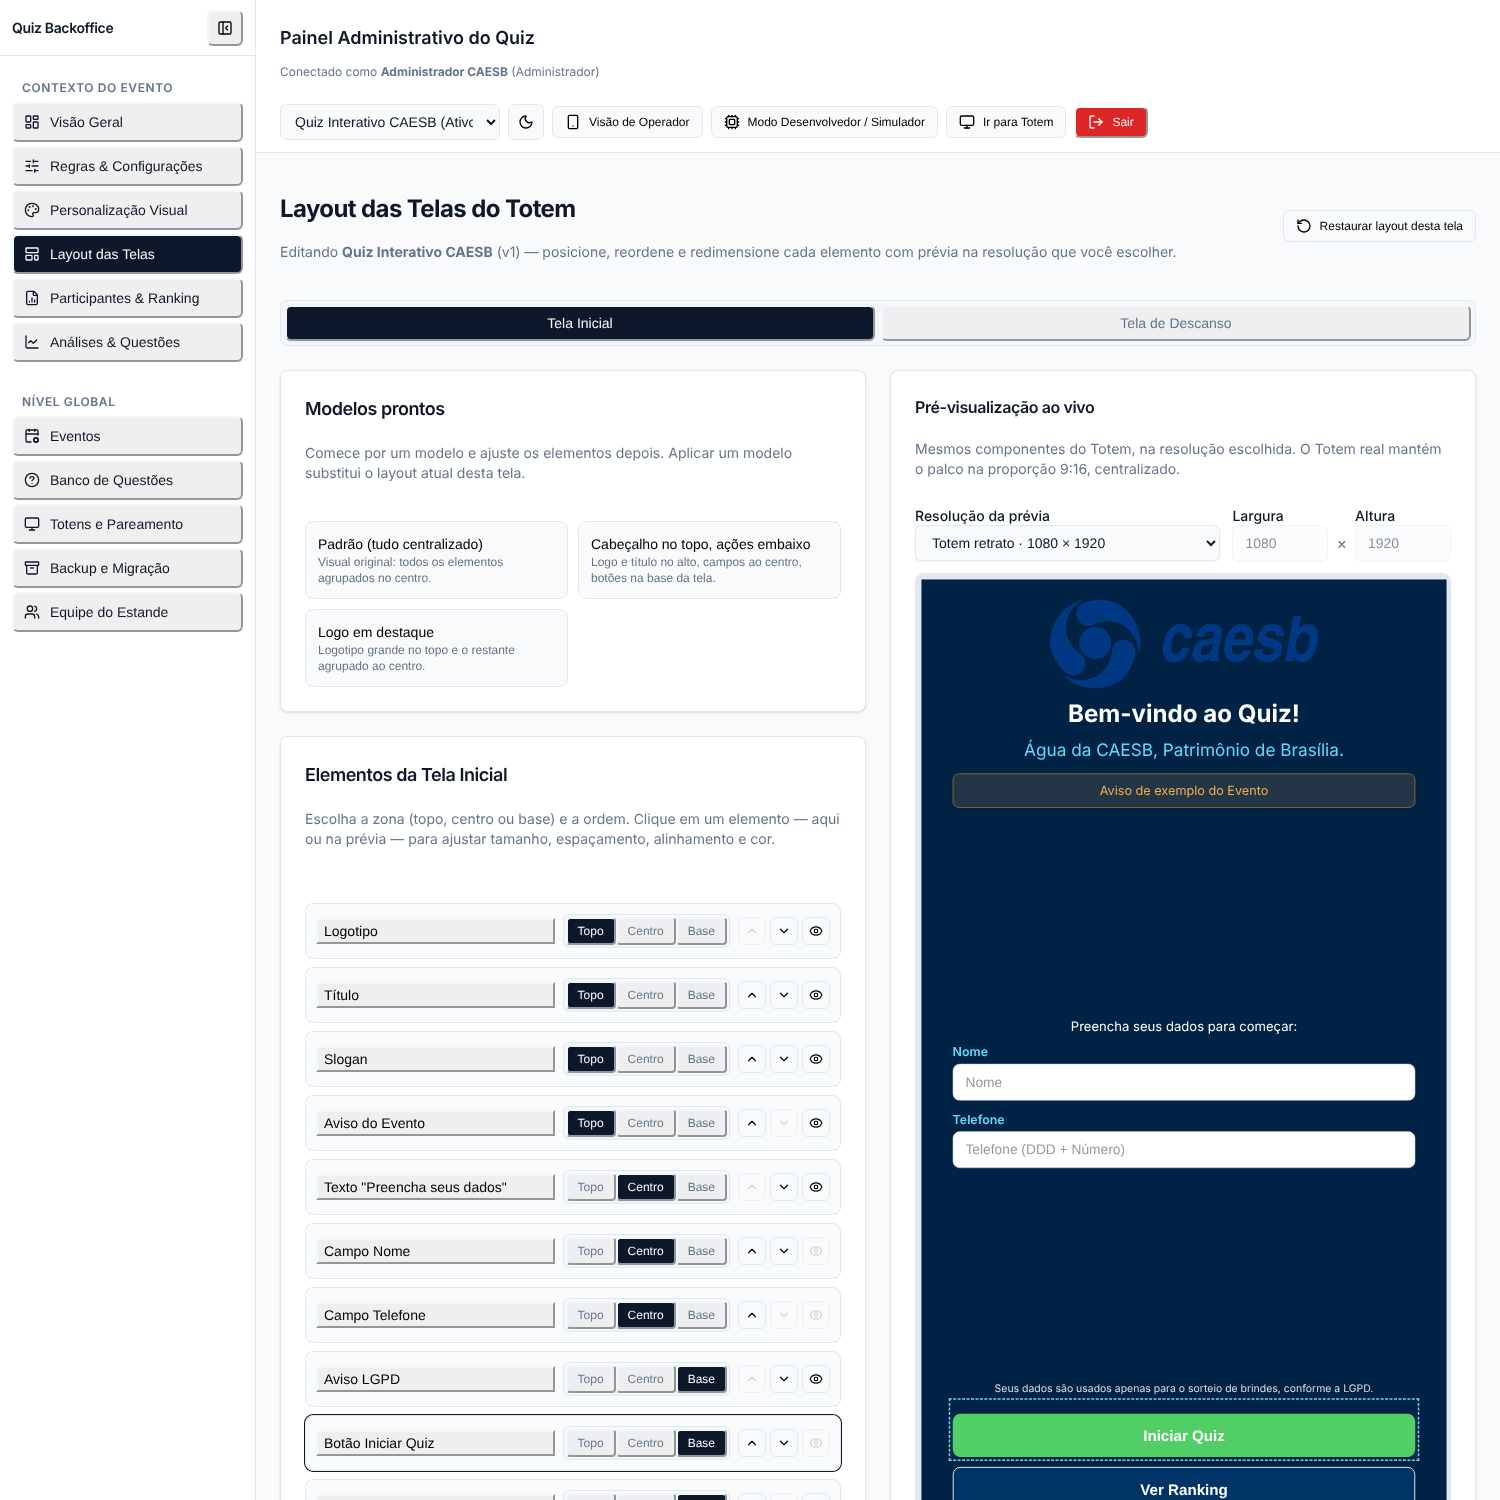 Quiz Backoffice
CONTEXTO DO EVENTO
Visão Geral
Regras & Configurações
Personalização Visual
Layout das Telas
Participantes & Ranking
Análises & Questões
NÍVEL GLOBAL
Eventos
Banco de Questões
Totens e Pareamento
Backup e Migração
Equipe do Estande
Painel Administrativo do Quiz
Conectado como Administrador CAESB (Administrador)
Quiz Interativo CAESB (Ativo
Visão de Operador
Modo Desenvolvedor / Simulador
Ir para Totem
Sair
Layout das Telas do Totem
Editando Quiz Interativo CAESB (v1) — posicione, reordene e redimensione cada elemento com prévia na resolução que você escolher.
Restaurar layout desta tela
Tela Inicial
Tela de Descanso
Modelos prontos
Comece por um modelo e ajuste os elementos depois. Aplicar um modelo
substitui o layout atual desta tela.
Padrão (tudo centralizado)
Visual original: todos os elementos
agrupados no centro.
Cabeçalho no topo, ações embaixo
Logo e título no alto, campos ao centro,
botões na base da tela.
Logo em destaque
Logotipo grande no topo e o restante
agrupado ao centro.
Elementos da Tela Inicial
Escolha a zona (topo, centro ou base) e a ordem. Clique em um elemento — aqui
ou na prévia — para ajustar tamanho, espaçamento, alinhamento e cor.
Logotipo Topo Centro Base
Título Topo Centro Base
Slogan Topo Centro Base
Aviso do Evento Topo Centro Base
Texto "Preencha seus dados" Topo Centro Base
Campo Nome Topo Centro Base
Campo Telefone Topo Centro Base
Aviso LGPD Topo Centro Base
Botão Iniciar Quiz Topo Centro Base
Pré-visualização ao vivo
Mesmos componentes do Totem, na resolução escolhida. O Totem real mantém
o palco na proporção 9:16, centralizado.
Resolução da prévia
Largura
Altura
Totem retrato · 1080 × 1920
1080 × 1920
caesb
Bem-vindo ao Quiz!
Água da CAESB, Patrimônio de Brasília.
Aviso de exemplo do Evento
Preencha seus dados para começar:
Nome
Nome
Telefone
Telefone (DDD + Número)
Seus dados são usados apenas para o sorteio de brindes, conforme a LGPD.
Iniciar Quiz
Ver Ranking